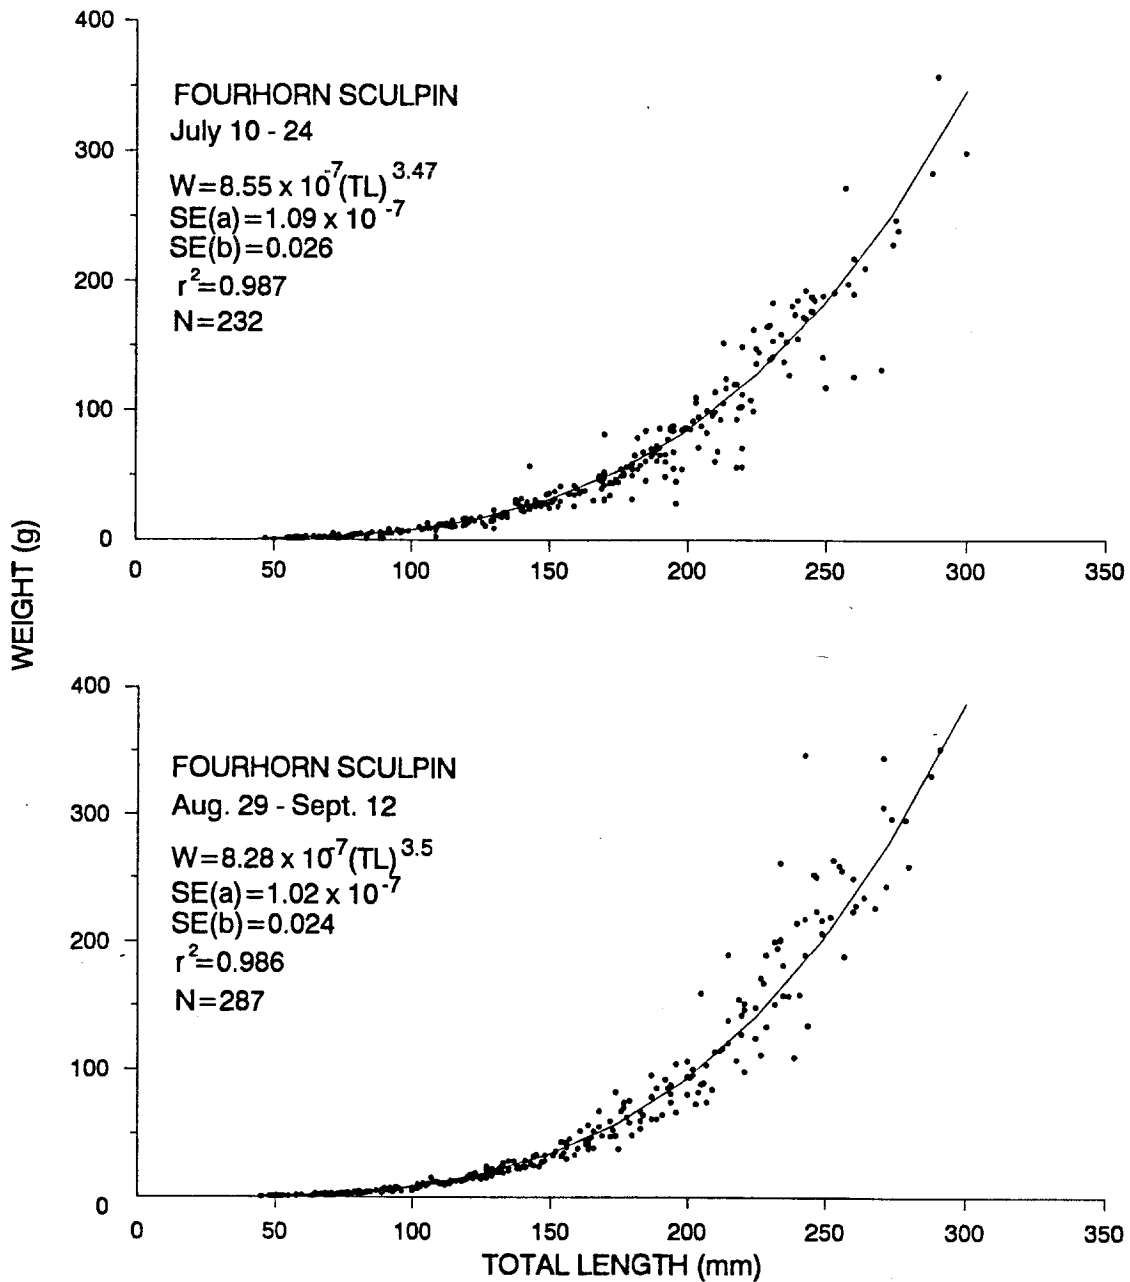 400
300
200
100
0
FOURHORN SCULPIN
July 10 - 24
W=8.55 x 10⁻⁷(TL)³·⁴⁷
SE(a)=1.09 x 10⁻⁷
SE(b)=0.026
r²=0.987
N=232
0 50 100 150 200 250 300 350
WEIGHT (g)
400
300
200
100
0
FOURHORN SCULPIN
Aug. 29 - Sept. 12
W=8.28 x 10⁻⁷(TL)³·⁵
SE(a)=1.02 x 10⁻⁷
SE(b)=0.024
r²=0.986
N=287
0 50 100 150 200 250 300 350
TOTAL LENGTH (mm)